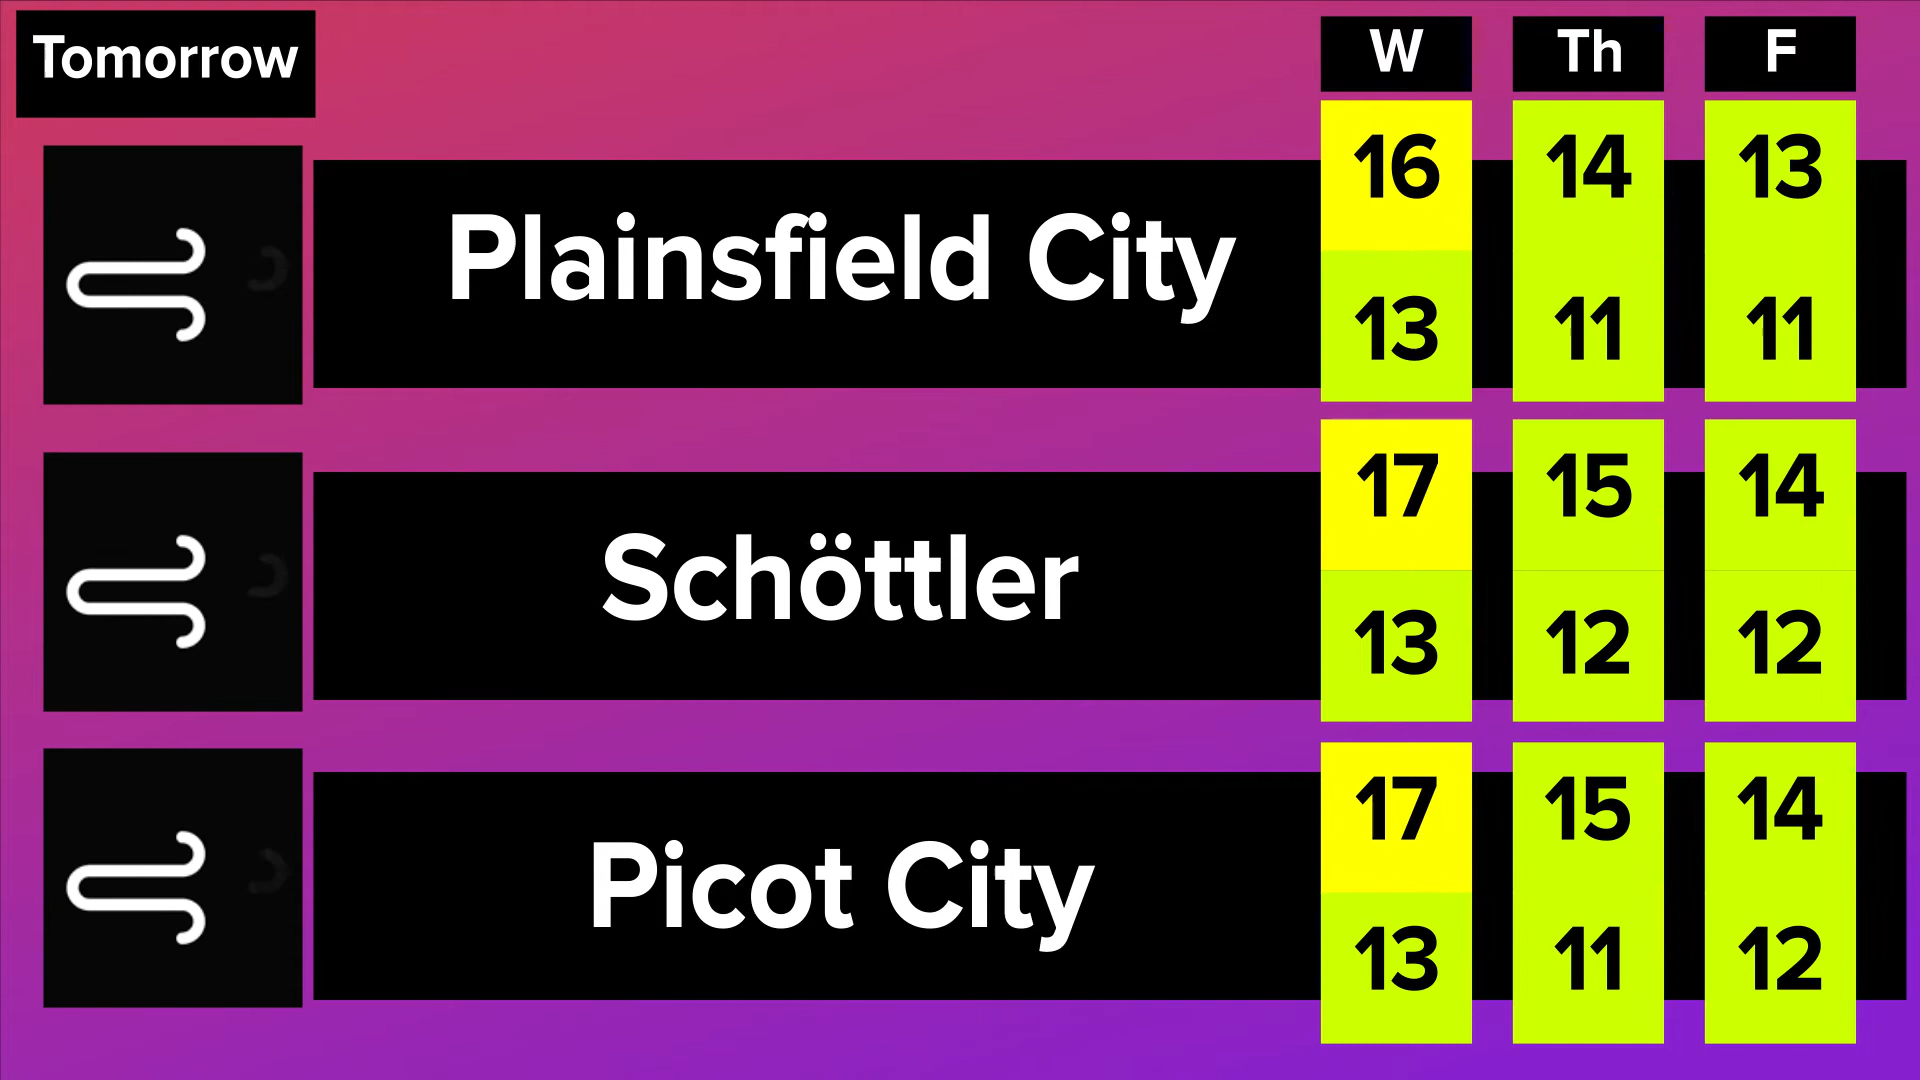 Tomorrow W Th F
16 14 13
Plainsfield City
13 11 11
17 15 14
Schöttler
13 12 12
17 15 14
Picot City
13 11 12